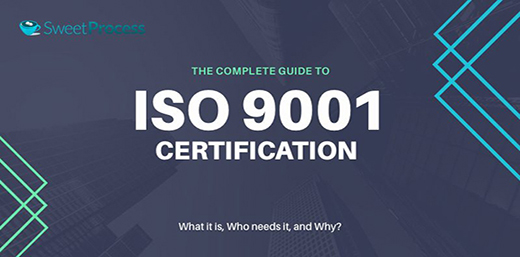 SweetProcess
THE COMPLETE GUIDE TO
ISO 9001
CERTIFICATION
What it is, Who needs it, and Why?